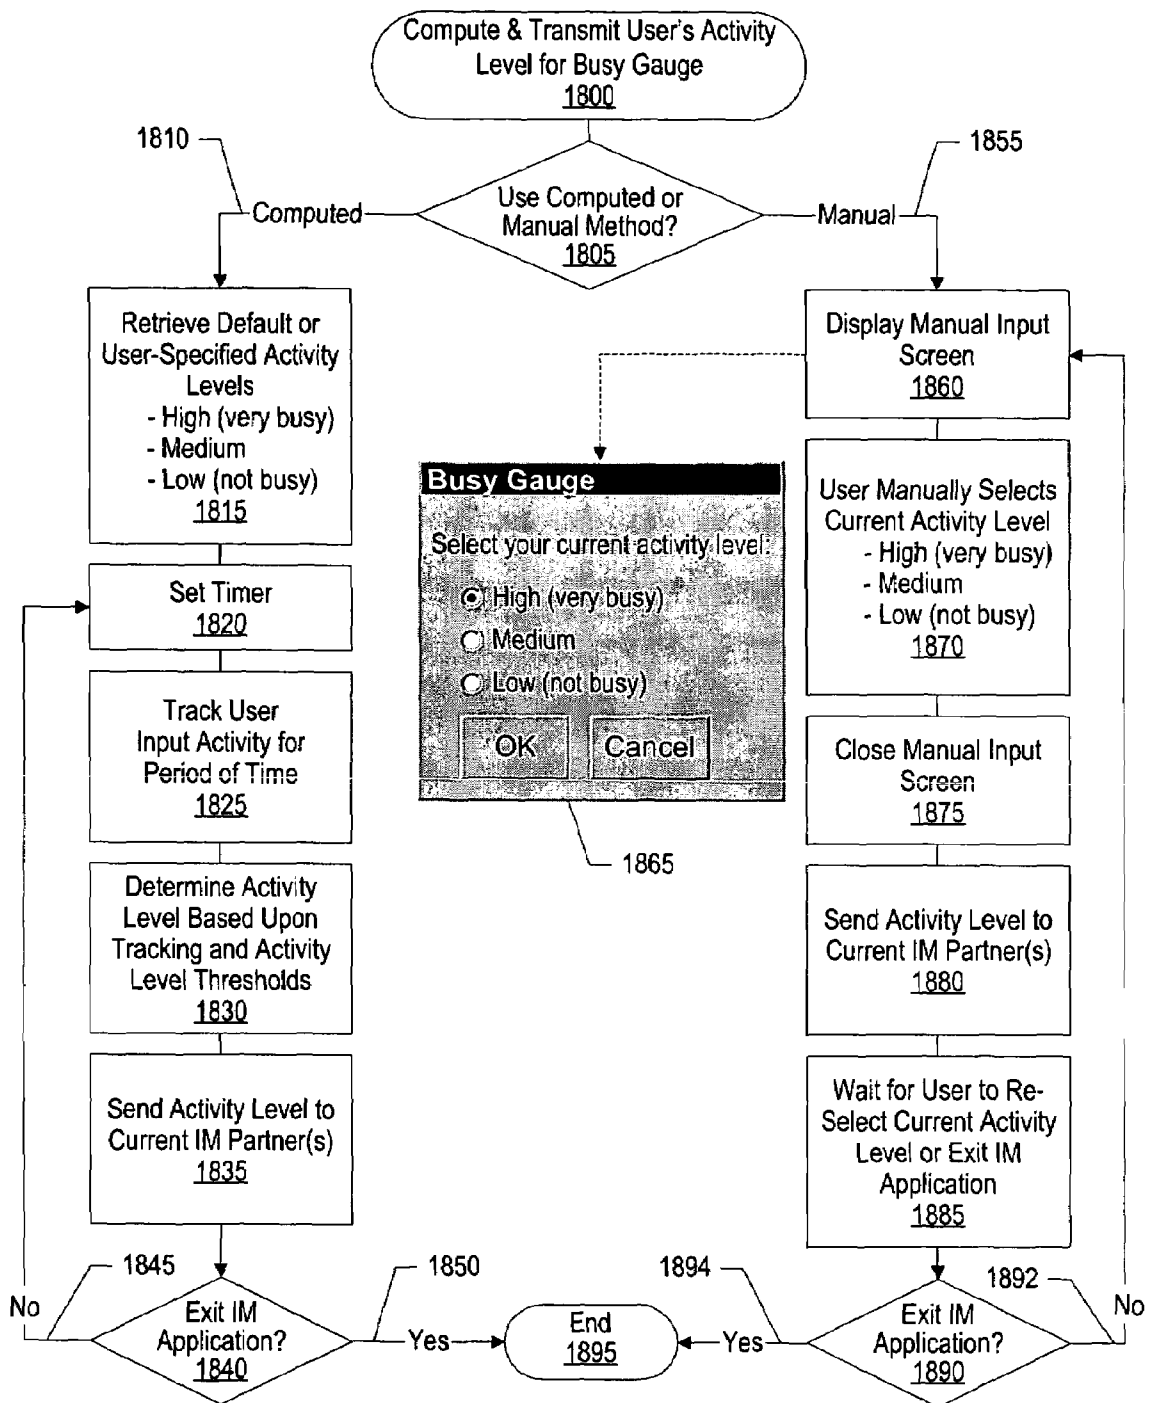 Compute & Transmit User's Activity
Level for Busy Gauge
1800
1810
1855
Use Computed or
Manual Method?
1805
Computed
Manual
Retrieve Default or
User-Specified Activity
Levels
- High (very busy)
- Medium
- Low (not busy)
1815
Set Timer
1820
Track User
Input Activity for
Period of Time
1825
Determine Activity
Level Based Upon
Tracking and Activity
Level Thresholds
1830
Send Activity Level to
Current IM Partner(s)
1835
1845
No
Exit IM
Application?
1840
1850
Yes
Busy Gauge
Select your current activity level:
High (very busy)
Medium
Low (not busy)
OK
Cancel
1865
Display Manual Input
Screen
1860
User Manually Selects
Current Activity Level
- High (very busy)
- Medium
- Low (not busy)
1870
Close Manual Input
Screen
1875
Send Activity Level to
Current IM Partner(s)
1880
Wait for User to Re-
Select Current Activity
Level or Exit IM
Application
1885
1894
Yes
Exit IM
Application?
1890
1892
No
End
1895